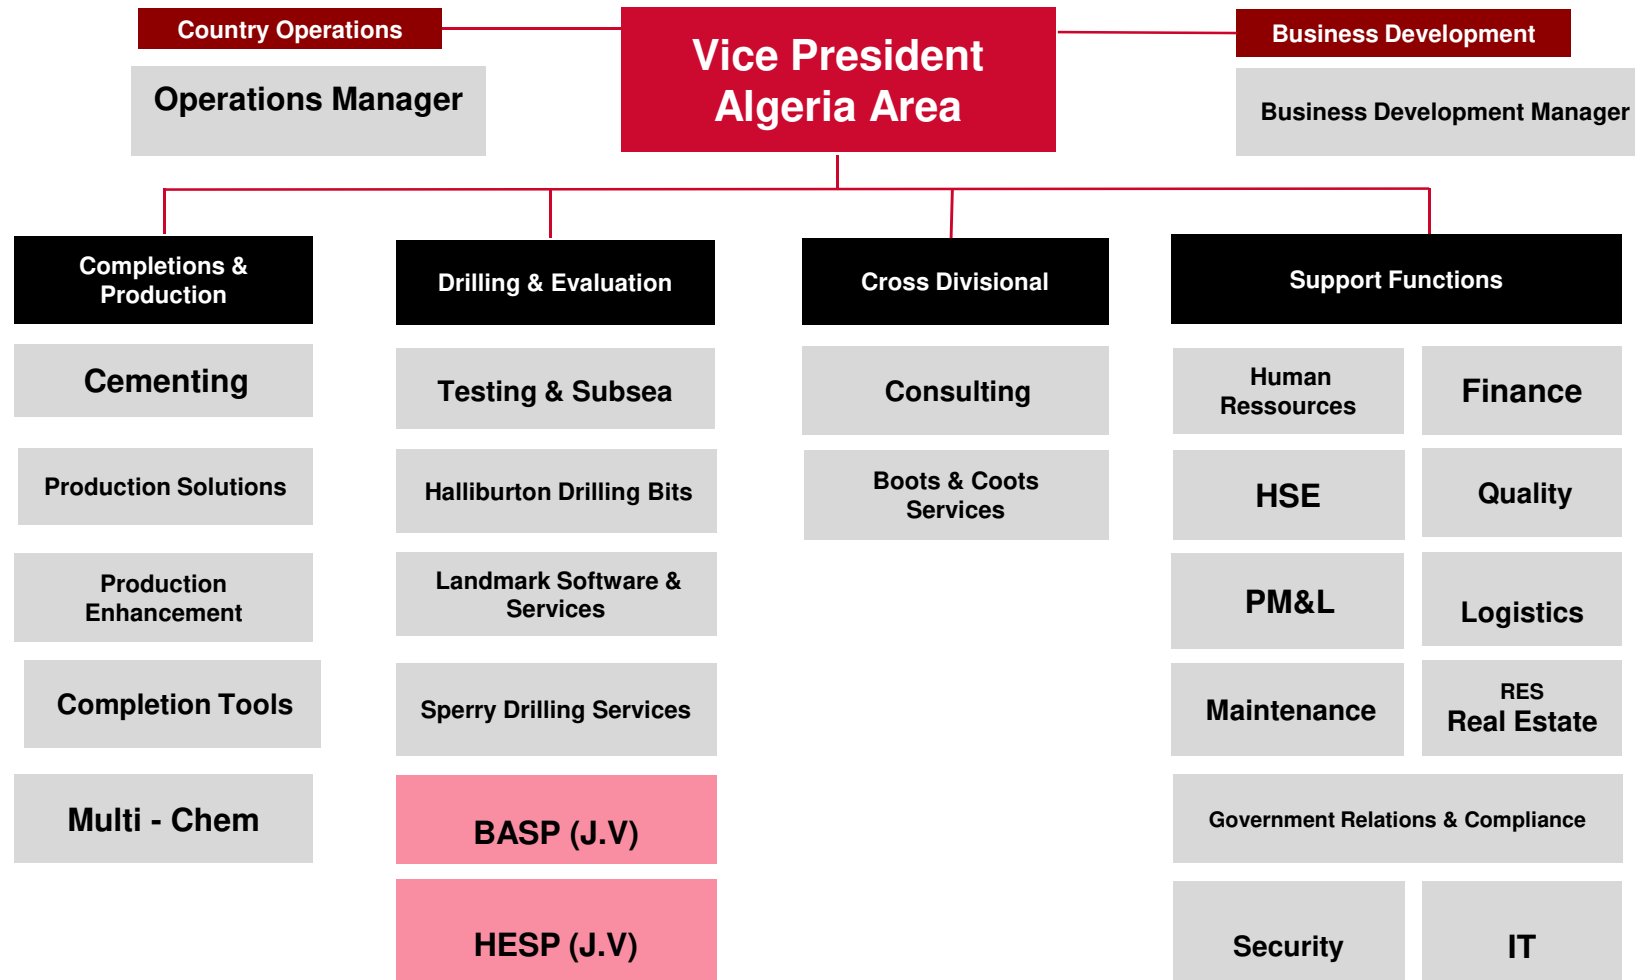 Country Operations
Operations Manager
Vice President
Algeria Area
Business Development
Business Development Manager
Completions &
Production
Cementing
Production Solutions
Production
Enhancement
Completion Tools
Multi - Chem
Drilling & Evaluation
Testing & Subsea
Halliburton Drilling Bits
Landmark Software &
Services
Sperry Drilling Services
BASP (J.V)
HESP (J.V)
Cross Divisional
Consulting
Boots & Coots
Services
Support Functions
Human
Ressources
Finance
HSE
Quality
PM&L
Logistics
Maintenance
RES
Real Estate
Government Relations & Compliance
Security
IT